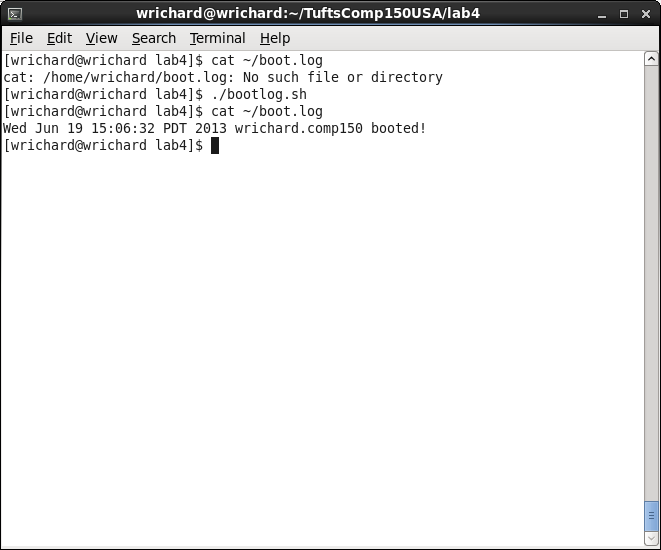 wrichard@wrichard:~/TuftsComp150USA/lab4
File Edit View Search Terminal Help
[wrichard@wrichard lab4]$ cat ~/boot.log
cat: /home/wrichard/boot.log: No such file or directory
[wrichard@wrichard lab4]$ ./bootlog.sh
[wrichard@wrichard lab4]$ cat ~/boot.log
Wed Jun 19 15:06:32 PDT 2013 wrichard.comp150 booted!
[wrichard@wrichard lab4]$